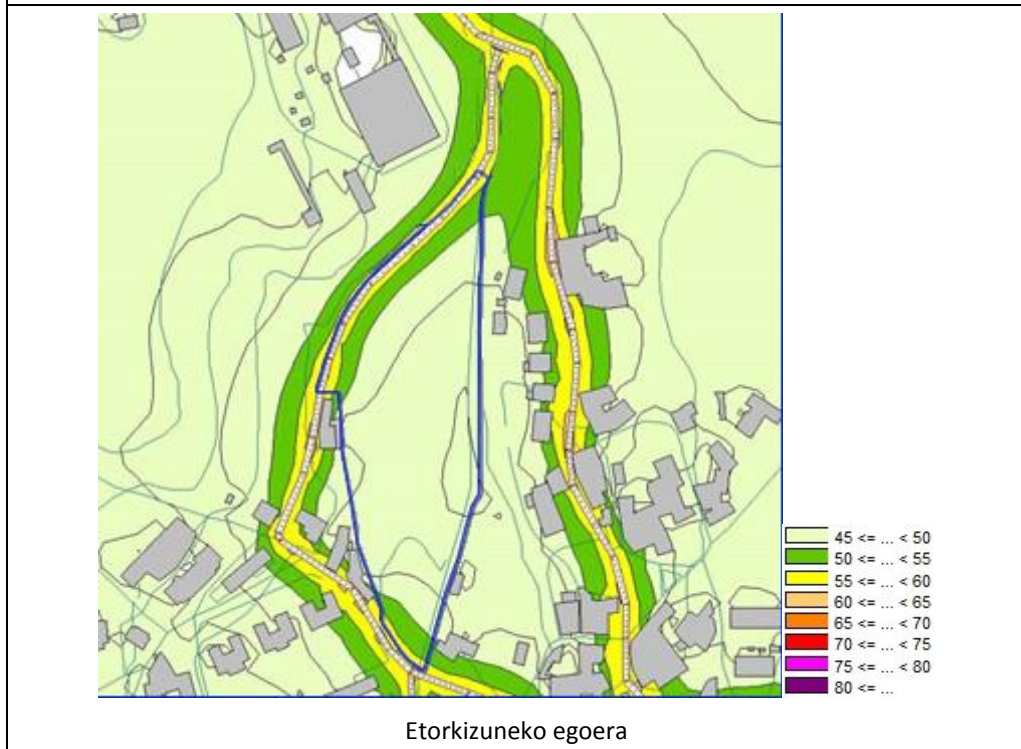 45 <= ... < 50
50 <= ... < 55
55 <= ... < 60
60 <= ... < 65
65 <= ... < 70
70 <= ... < 75
75 <= ... < 80
80 <= ...
Etorkizuneko egoera